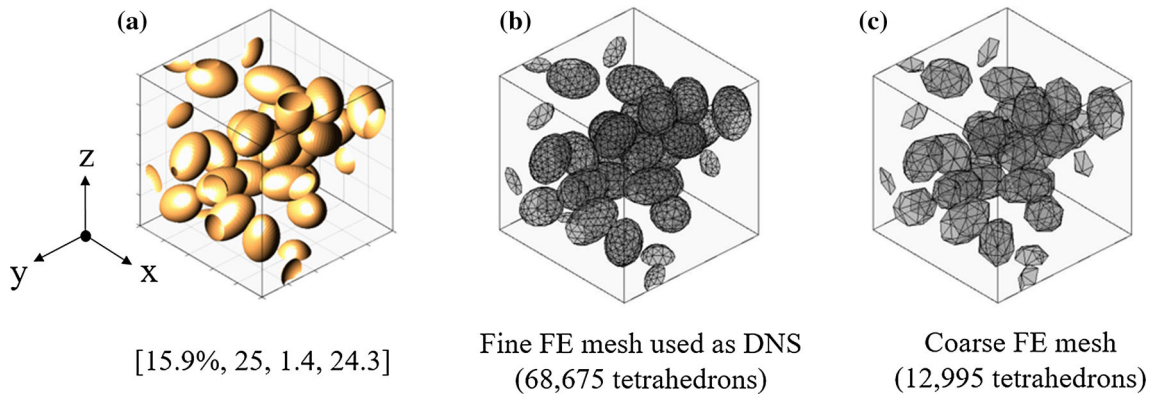 (a)
(b)
(c)
z
y
x
[15.9%, 25, 1.4, 24.3]
Fine FE mesh used as DNS
(68,675 tetrahedrons)
Coarse FE mesh
(12,995 tetrahedrons)